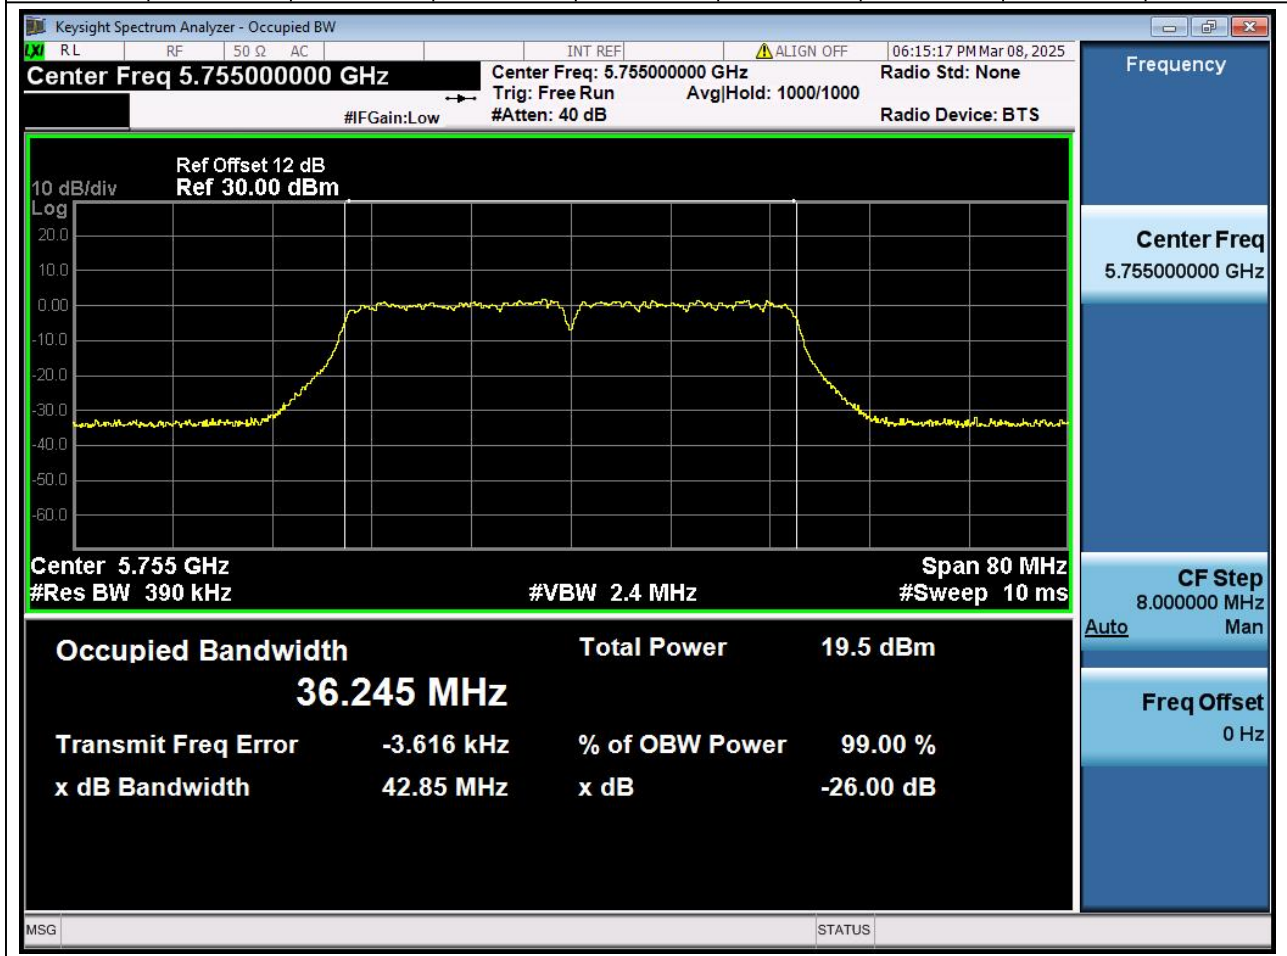 Keysight Spectrum Analyzer - Occupied BW
LXI RL RF 50 Ω AC INT REF ALIGN OFF 06:15:17 PM Mar 08, 2025
Center Freq 5.755000000 GHz
Center Freq: 5.755000000 GHz
Radio Std: None
Trig: Free Run Avg|Hold: 1000/1000
#IFGain:Low
#Atten: 40 dB
Radio Device: BTS
Ref Offset 12 dB
10 dB/div Ref 30.00 dBm
Log
20.0
10.0
0.00
-10.0
-20.0
-30.0
-40.0
-50.0
-60.0
Center 5.755 GHz Span 80 MHz
#Res BW 390 kHz #VBW 2.4 MHz #Sweep 10 ms
Occupied Bandwidth Total Power 19.5 dBm
36.245 MHz
Transmit Freq Error -3.616 kHz % of OBW Power 99.00 %
x dB Bandwidth 42.85 MHz x dB -26.00 dB
MSG STATUS
Frequency
Center Freq
5.755000000 GHz
CF Step
8.000000 MHz
Auto Man
Freq Offset
0 Hz